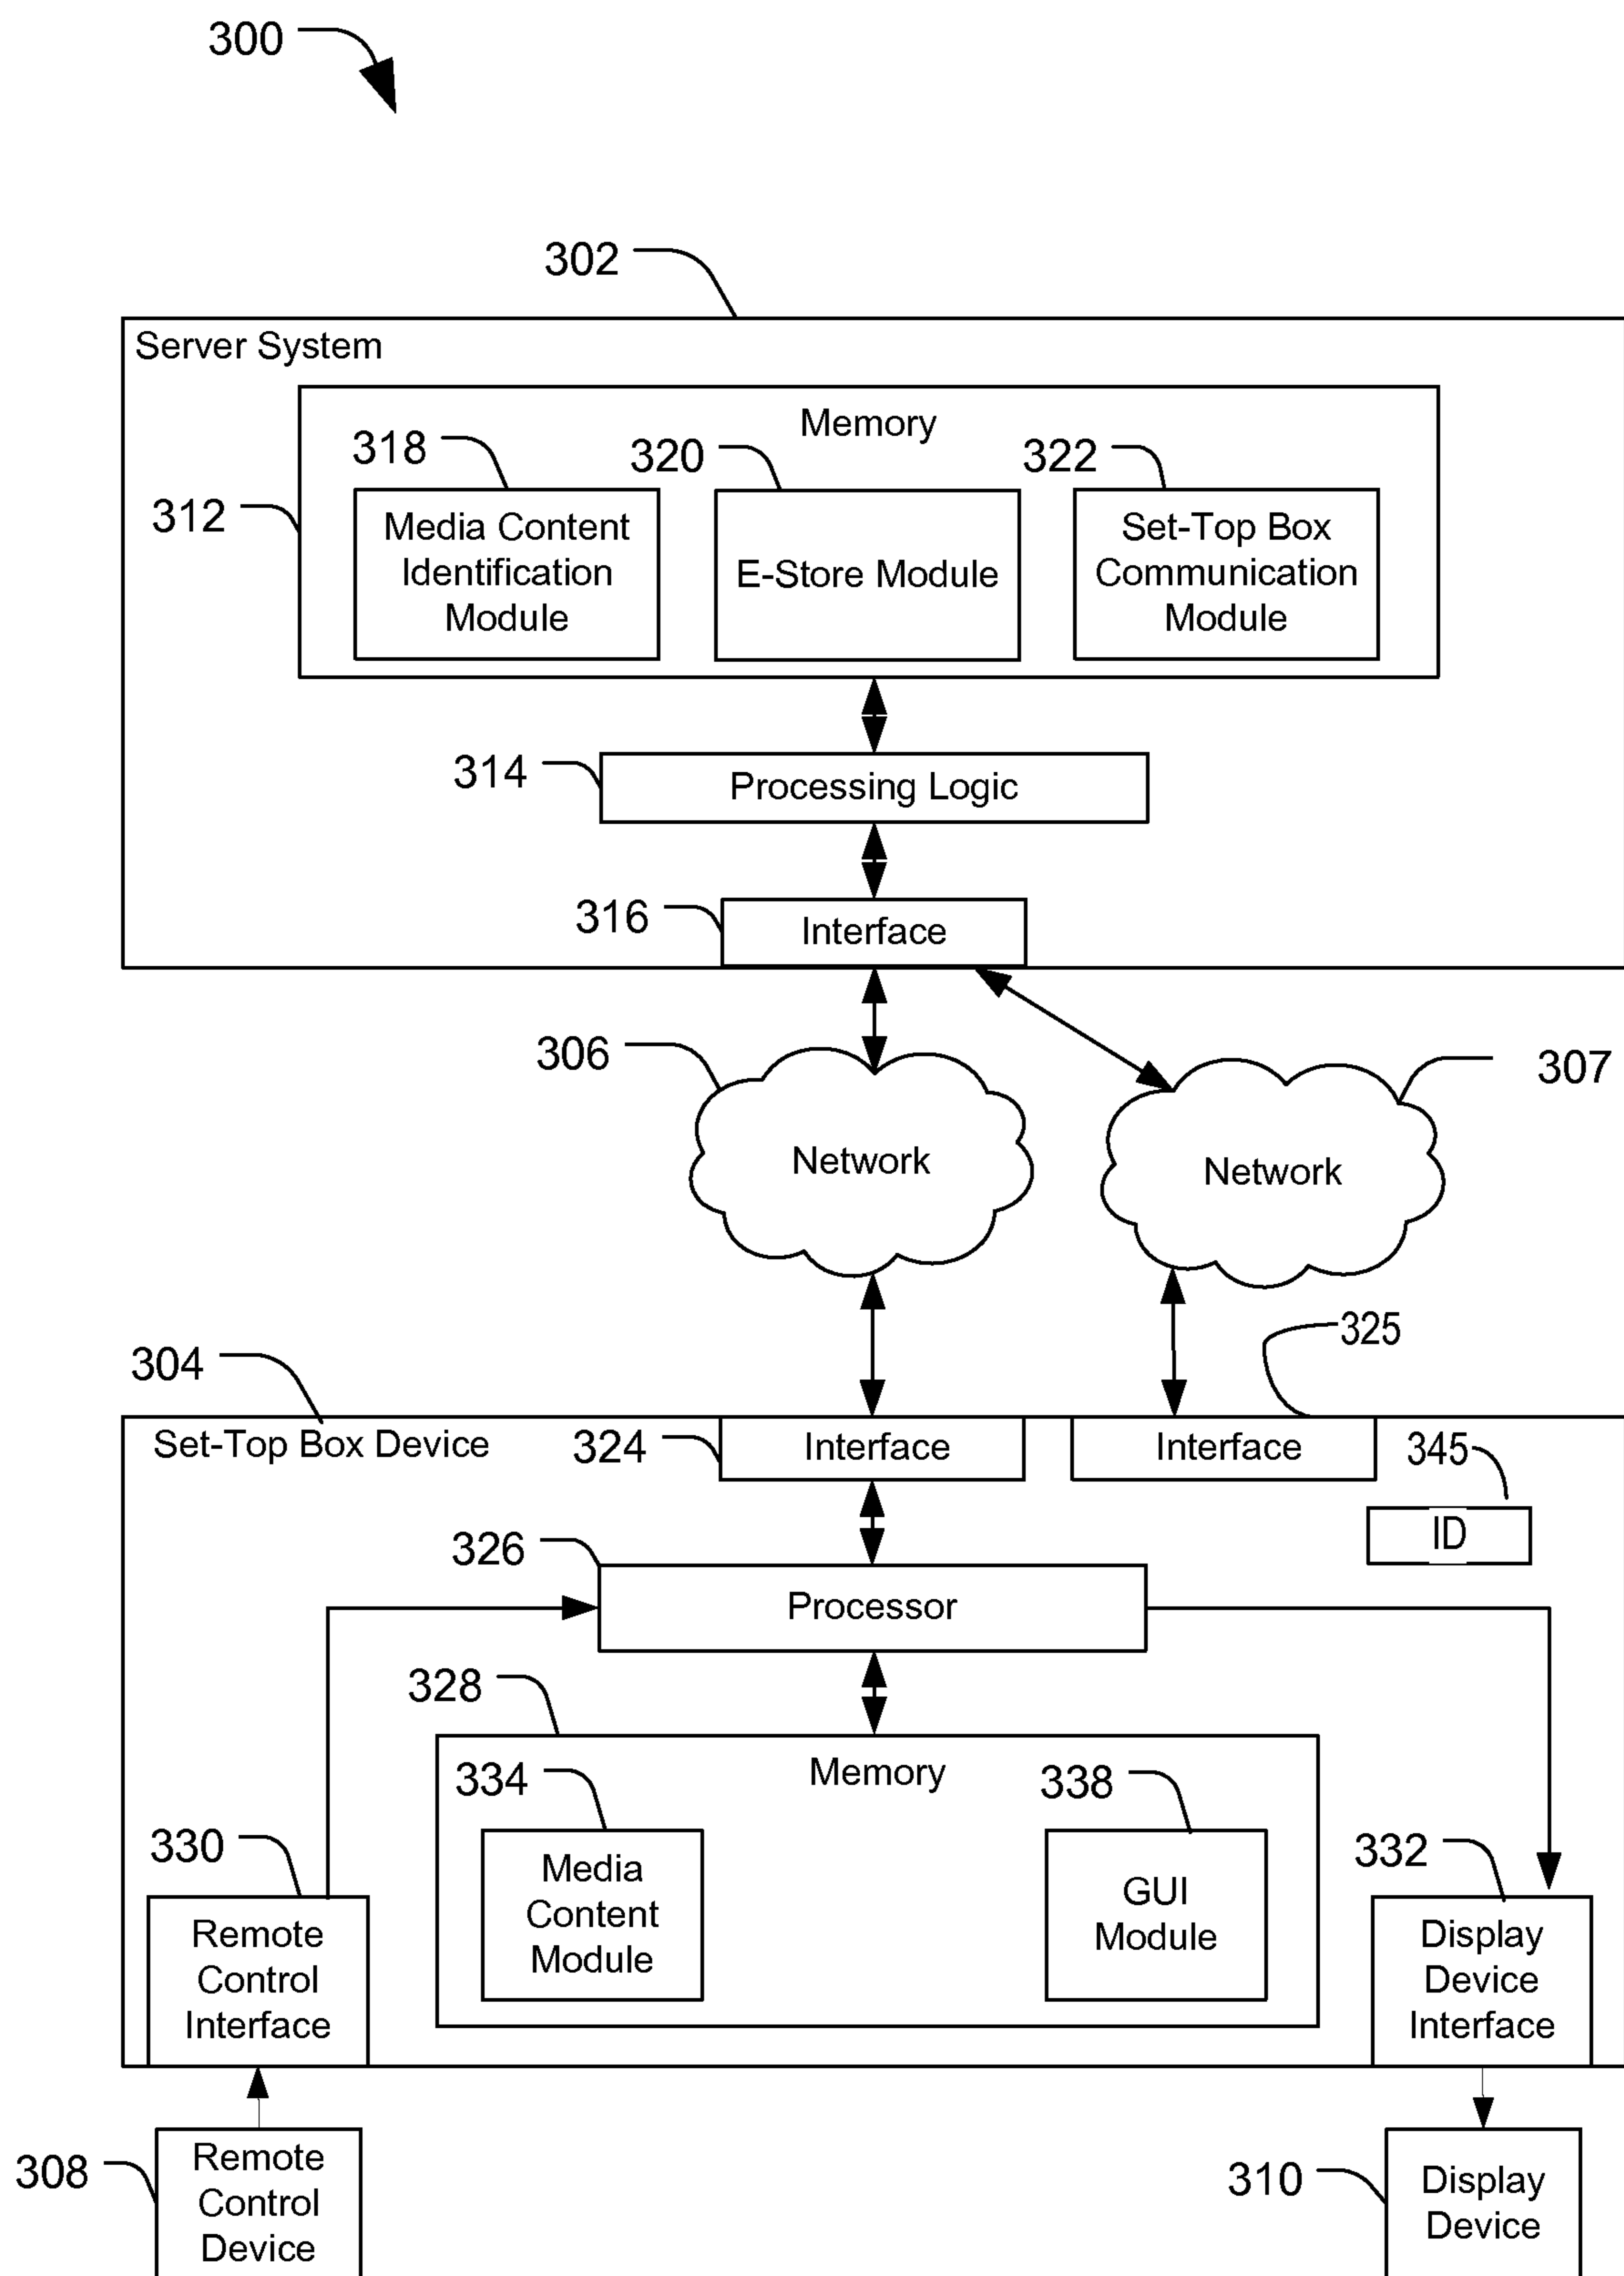 300
302
Server System
Memory
318
320
322
312
Media Content
Identification
Module
E-Store Module
Set-Top Box
Communication
Module
314
Processing Logic
316
Interface
306
307
Network
Network
325
304
Set-Top Box Device
324
Interface
Interface
345
ID
326
Processor
328
Memory
334
338
330
332
Media
Content
Module
GUI
Module
Remote
Control
Interface
Display
Device
Interface
308
Remote
Control
Device
310
Display
Device